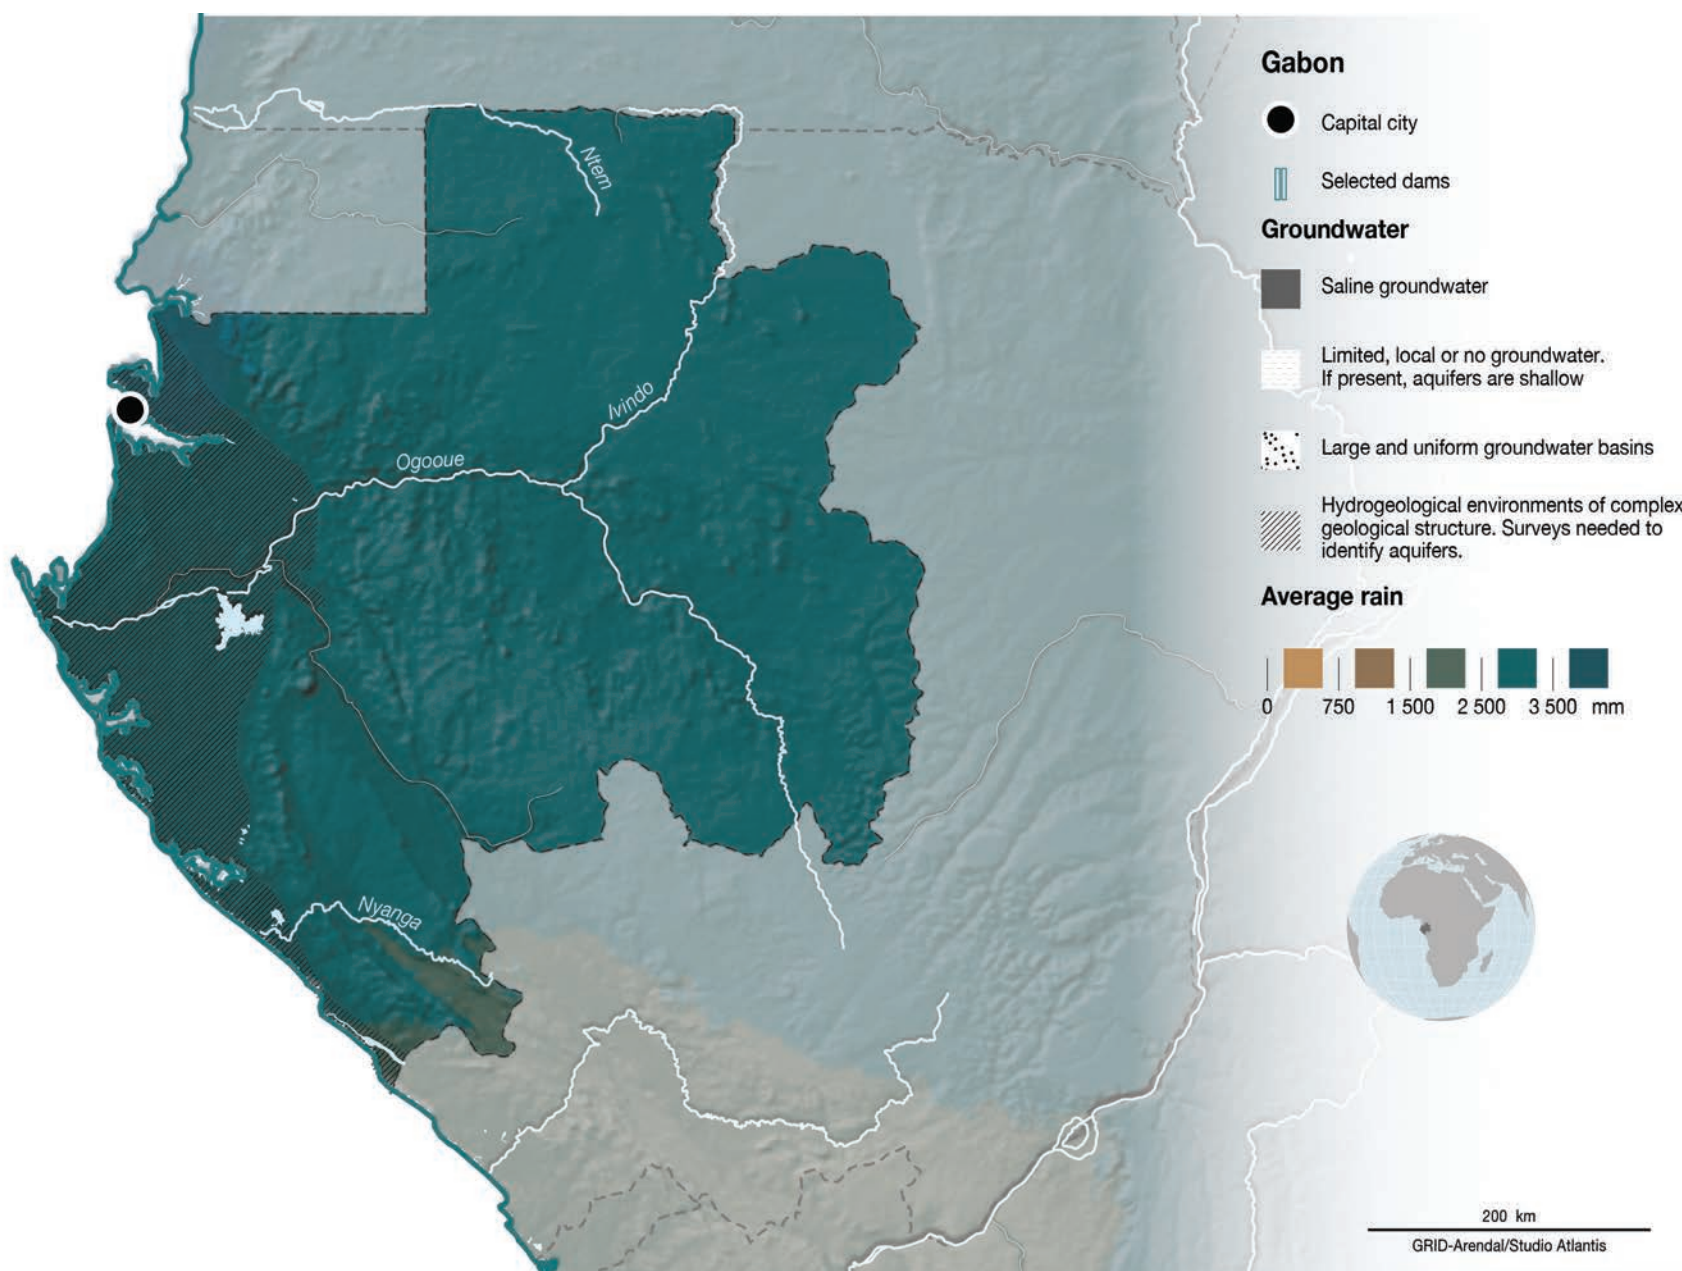 Gabon
Capital city
Selected dams
Groundwater
Saline groundwater
Limited, local or no groundwater.
If present, aquifers are shallow
Large and uniform groundwater basins
Hydrogeological environments of complex
geological structure. Surveys needed to
identify aquifers.
Average rain
0 750 1 500 2 500 3 500 mm
Ntem
Ivindo
Ogooue
Nyanga
200 km
GRID-Arendal/Studio Atlantis